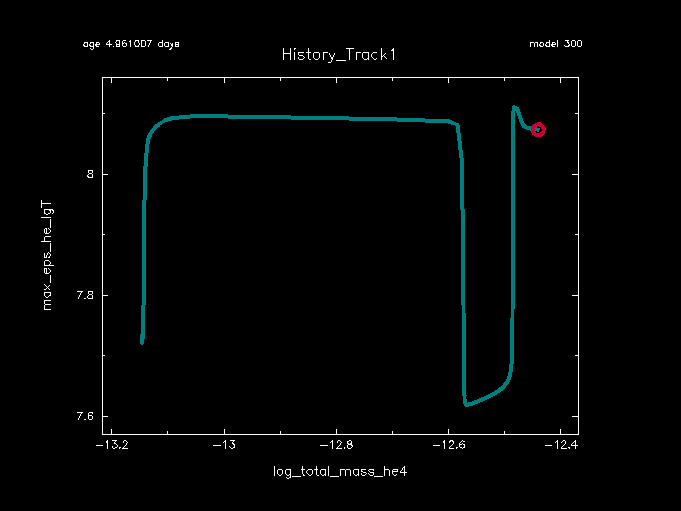 age 4.961007 days
model 300
History_Track1
8
7.8
7.6
max_eps_he_lgT
-13.2
-13
-12.8
-12.6
-12.4
log_total_mass_he4